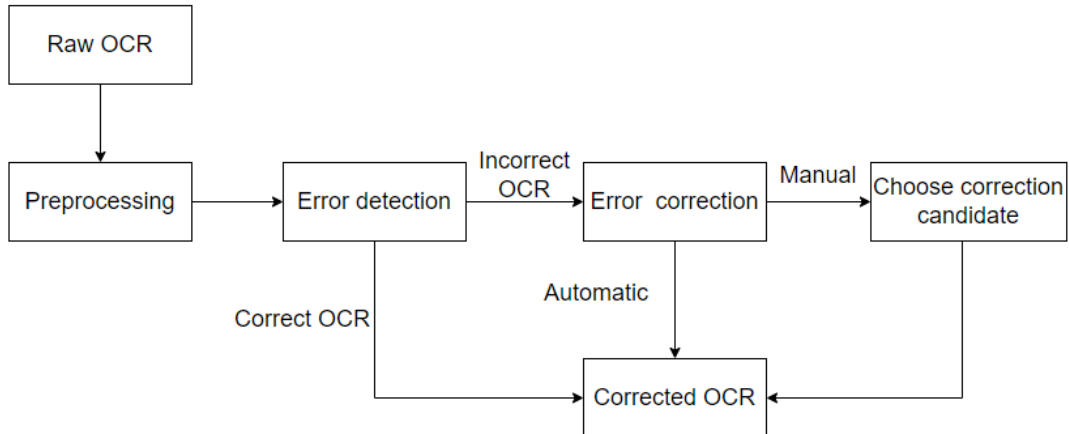 Raw OCR
Preprocessing
Error detection
Incorrect
OCR
Error correction
Manual
Choose correction
candidate
Correct OCR
Automatic
Corrected OCR